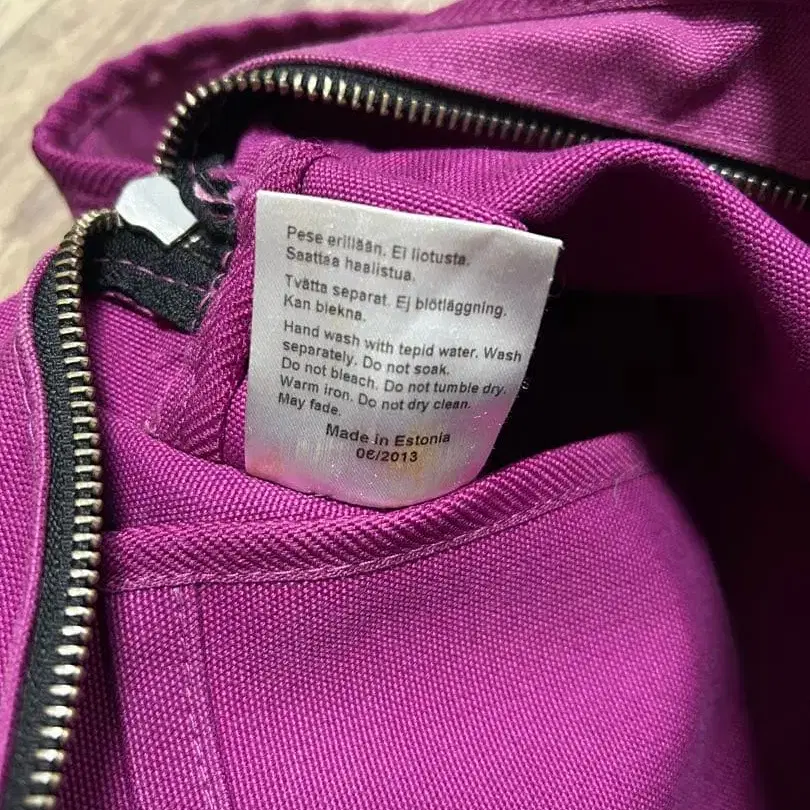 Pese erillään. Ei liotusta.
Saattaa haalistua.
Tvätta separat. Ej blötläggning.
Kan blekna.
Hand wash with tepid water. Wash
separately. Do not soak.
Do not bleach. Do not tumble dry.
Warm iron. Do not dry clean.
May fade.
Made in Estonia
06/2013